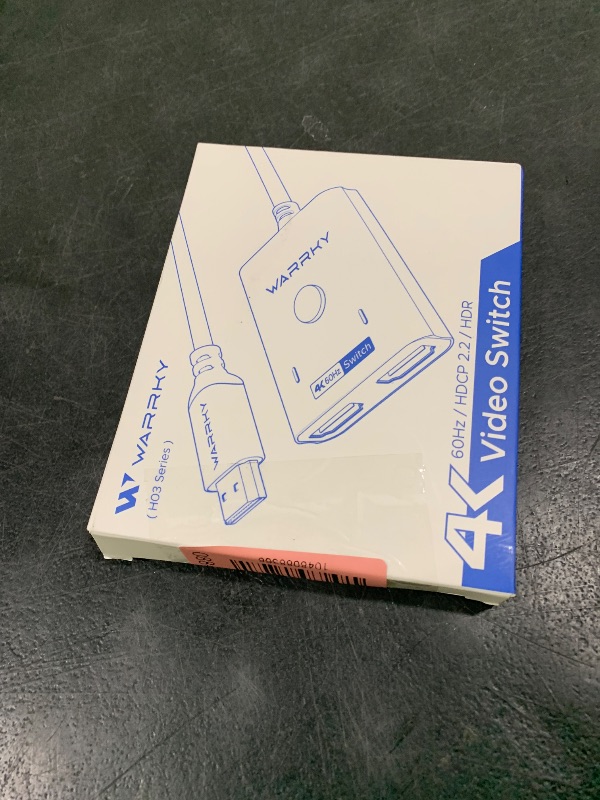 WARRKY
4K 60Hz Switch
WARRKY
WARRKY
( H03 Series )
4K 60Hz / HDCP 2.2 / HDR
Video Switch